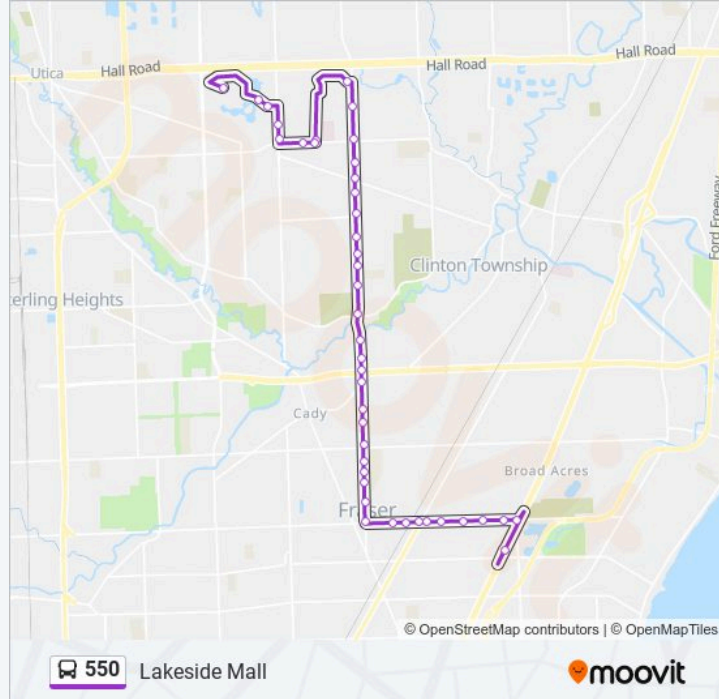 Utica
Hall Road
Hall Road
Hall Road
Ford Freeway
Clinton Township
erling Heights
Cady
Broad Acres
Fraser
© OpenStreetMap contributors | © OpenMapTiles
550 Lakeside Mall
moovit